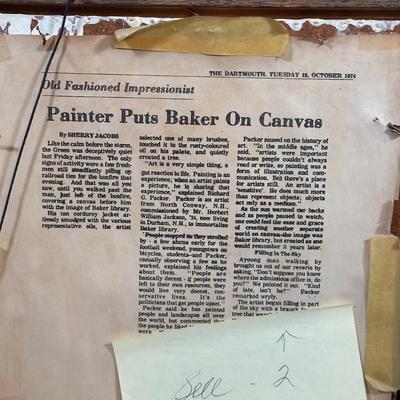 THE DARTMOUTH, TUESDAY 15, OCTOBER 1974
Old Fashioned Impressionist
Painter Puts Baker On Canvas
By SHERRY JACOBS
Like the calm before the storm,
the Green was deceptively quiet
last Friday afternoon. The only
signs of activity were a few fresh-
men still steadfastly piling up
railroad ties for the bonfire that
evening. And that was all you
saw, until you walked past the
man, just left of the bonfire,
covering a canvas before him
with the image of Baker library.
His tan corduroy jacket ar-
tlessly smudged with the various
representative oils, the artist
selected one of many brushes,
touched it to the rusty-coloured
oil on his palate, and quietly
created a tree.
"Art is a very simple thing, a
gut reaction to life. Painting is an
experience; when an artist paints
a picture, he is sharing that
experience," explained Richard
G. Packer. Packer is an artist
from North Conway, N.H.,
commissioned by Mr. Herbert
William Jackson, '34, now living
in Durham, N.H., to immortalize
Baker library.
People stopped as they strolled
by - a few alums early for the
football weekend, youngsters on
bicycles, students - and Packer,
casually observing a few as he
worked, explained his feelings
about them. "People are
basically decent - if people were
left to their own resources, they
would live very decent, con-
servative lives. It's the
politicians that get people upset."
Packer said he has painted
people and landscapes all over
the world, but commented that
the people he liked to
were
Packer mused on the history of
art. "In the middle ages," he
said, "artists were important
because people couldn't always
read or write, so painting was a
form of illustration and com-
munication. But there's a place
for artists still. An artist is
'sensitive'. He does much more
than represent objects; objects
act only as a medium."
As the sun warmed our necks
and as people paused to watch,
one could feel the ease and grace
of creating another separate
world on canvas-the image was
Baker library, but created as one
would remember it years later.
Filling In The Sky
A young man walking by
brought us out of our reverie by
asking, "Don't you suppose you know
where the admissions office is, do
you?" We pointed it out. "Kind
of late, isn't he?" Packer
remarked wryly.
The artist began filling in part
of the sky with a branch
Sell - 2